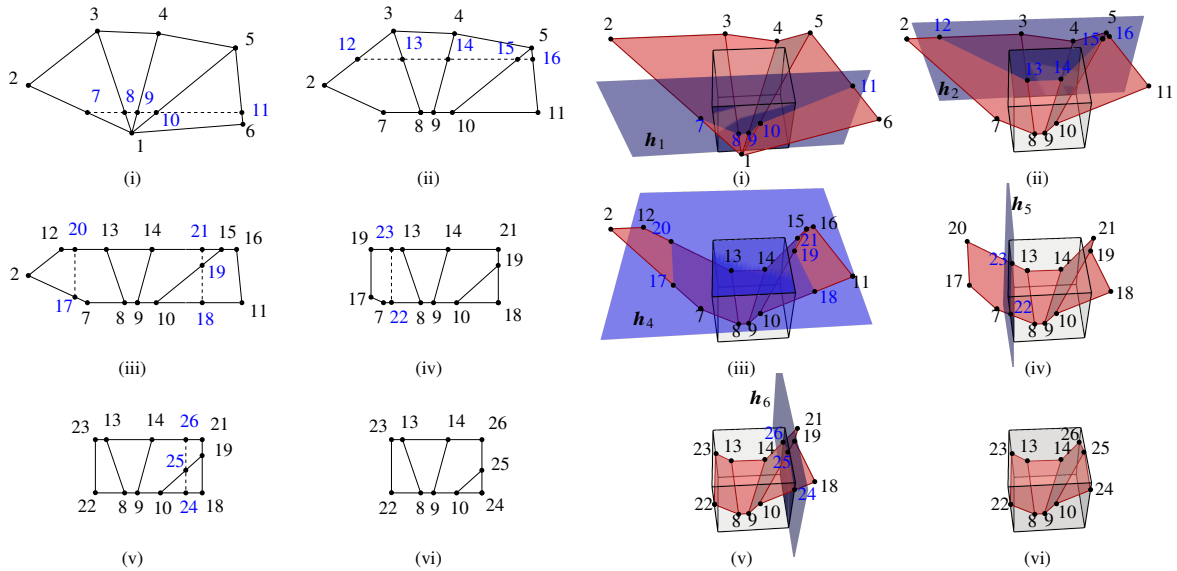 3 4 5 2 7 8 9 10 11 6 1
(i)
3 4 5 12 13 14 15 16 2 7 8 9 10 11
(ii)
2 3 4 5 11 7 8 9 10 6 h1 1
(i)
2 12 3 4 5 15 16 13 14 h2 11 7 8 9 10
(ii)
12 20 13 14 21 15 16 2 19 17 7 8 9 10 18 11
(iii)
19 23 13 14 21 19 17 7 22 8 9 10 18
(iv)
2 12 20 15 16 21 19 13 14 17 18 11 7 8 9 10 h4
(iii)
h5 20 21 23 13 14 19 17 18 7 22 8 9 10
(iv)
23 13 14 26 21 19 25 22 8 9 10 24 18
(v)
23 13 14 26 25 22 8 9 10 24
(vi)
h6 21 26 19 23 13 14 25 18 24 22 8 9 10
(v)
26 25 23 13 14 24 22 8 9 10
(vi)